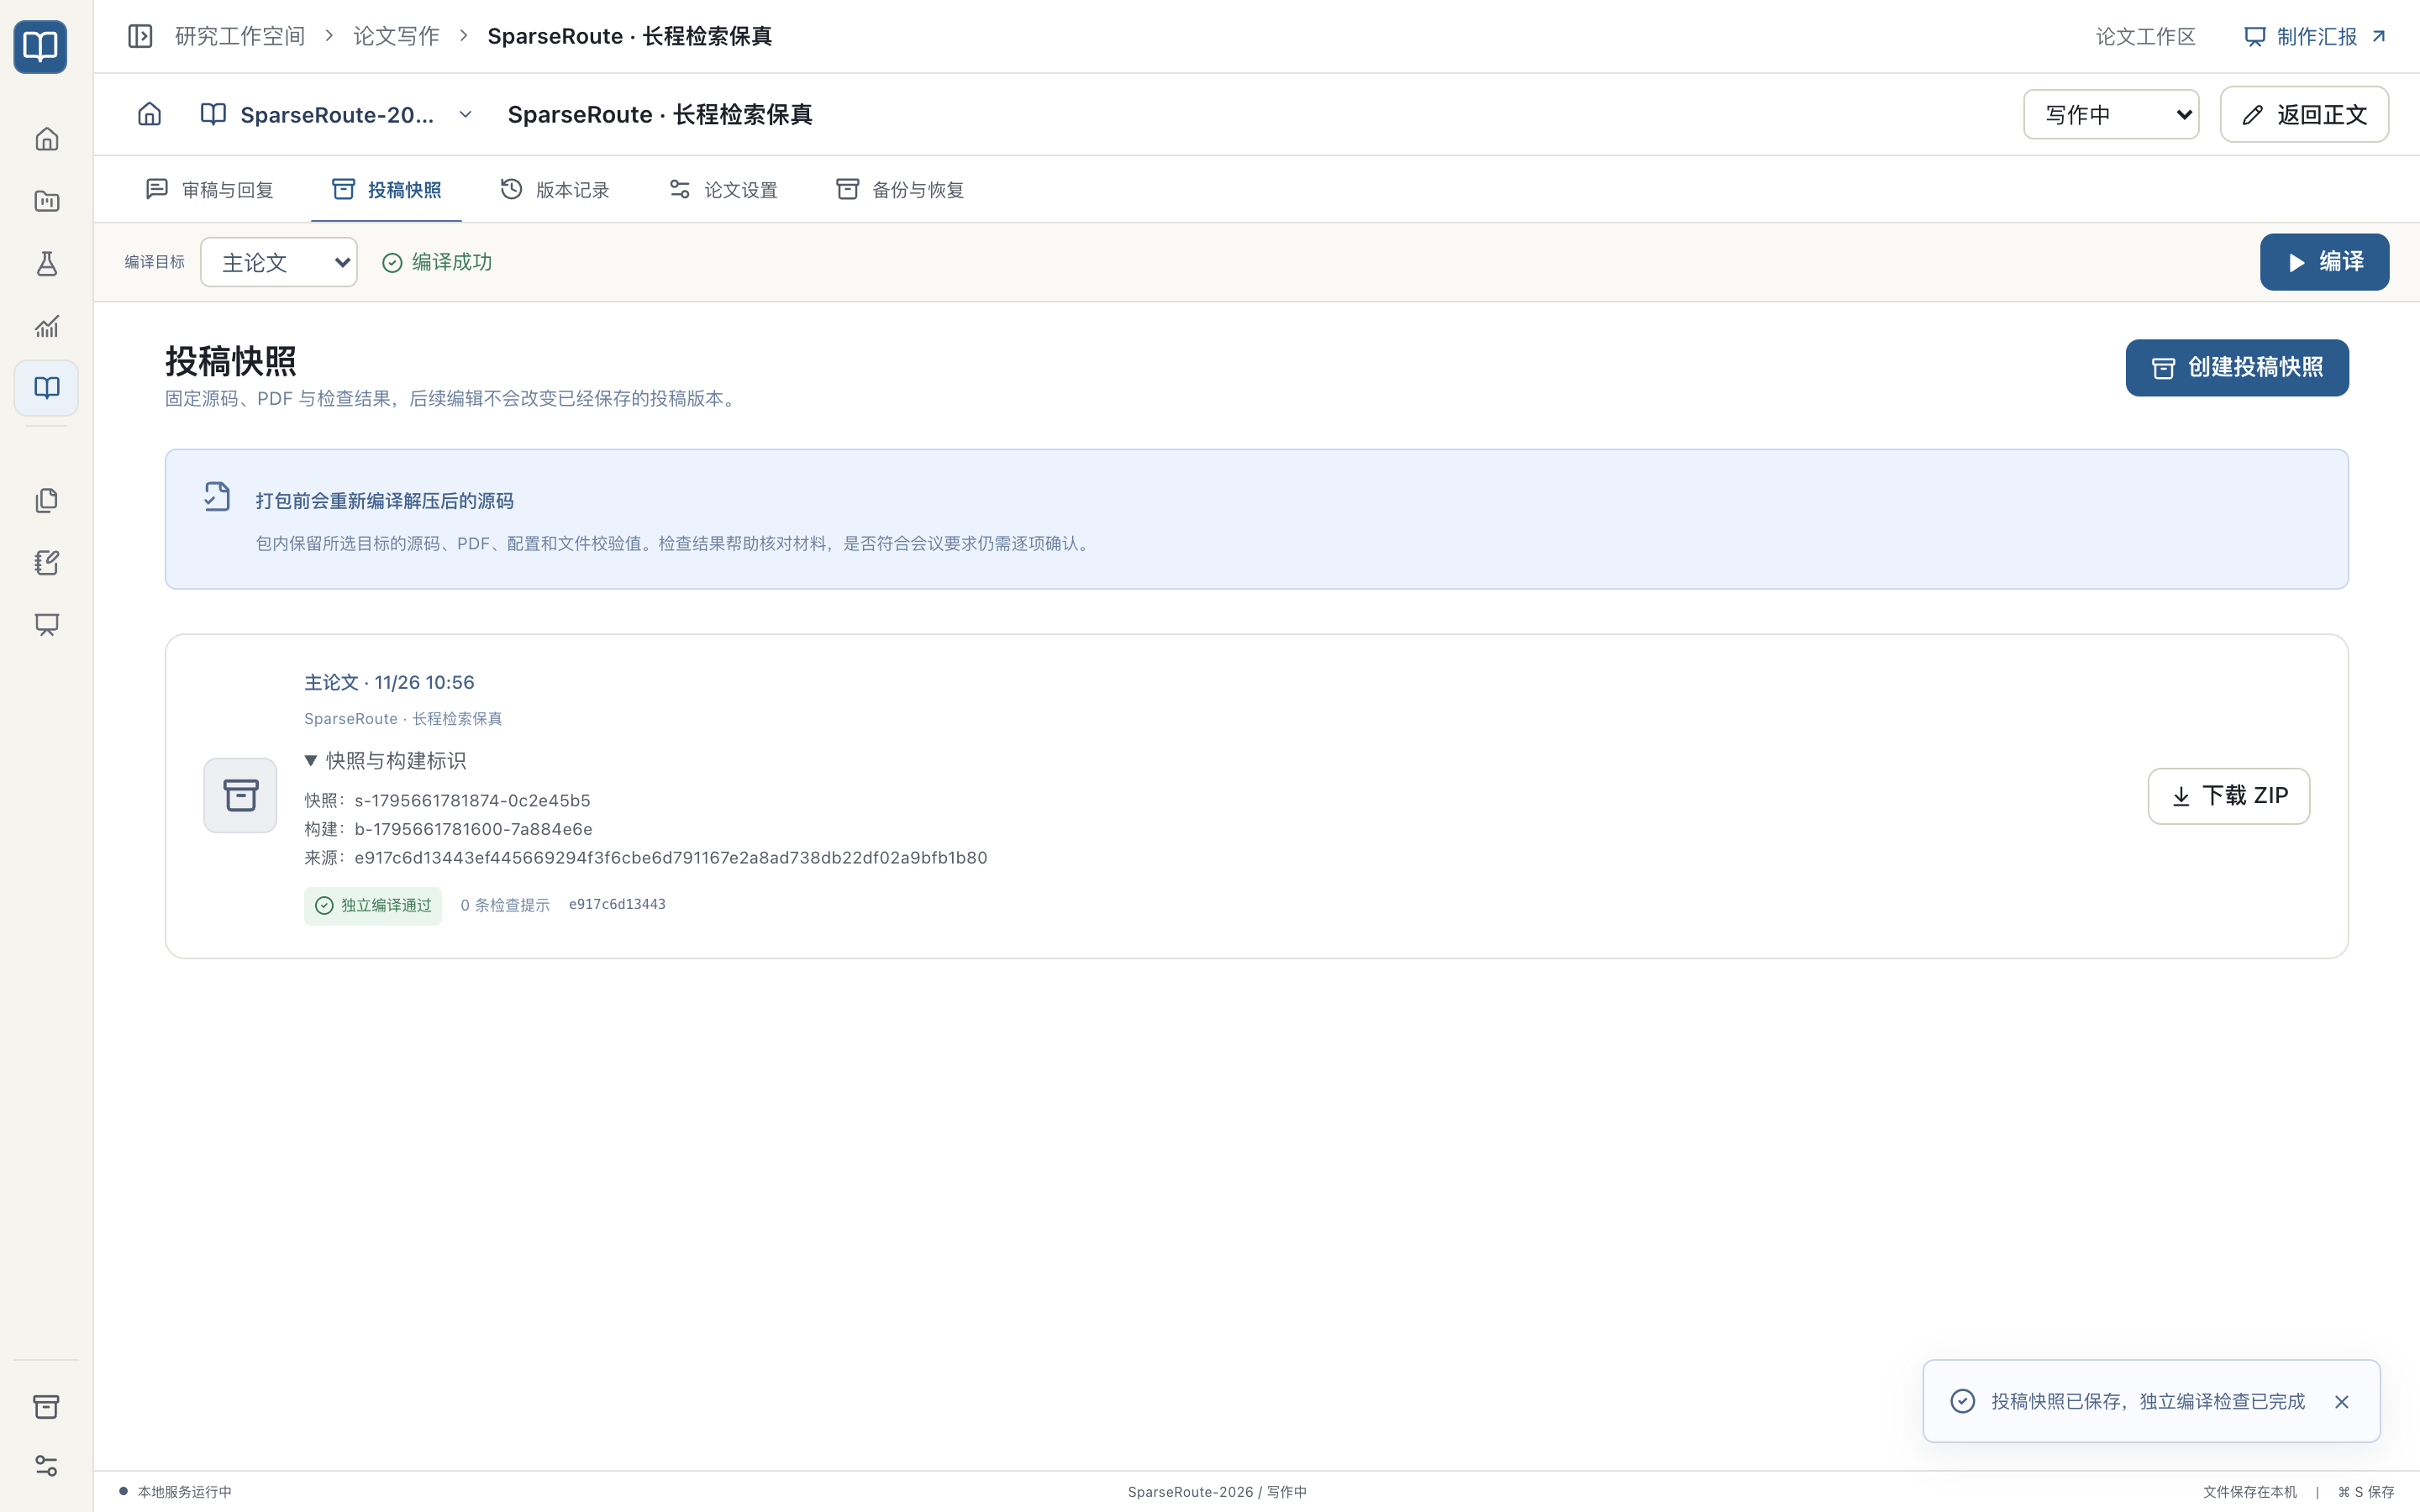 研究工作空间 > 论文写作 > SparseRoute · 长程检索保真
论文工作区
制作汇报
SparseRoute-20...
SparseRoute · 长程检索保真
写作中
返回正文
审稿与回复
投稿快照
版本记录
论文设置
备份与恢复
编译目标
主论文
编译成功
编译
投稿快照
固定源码、PDF 与检查结果，后续编辑不会改变已经保存的投稿版本。
创建投稿快照
打包前会重新编译解压后的源码
包内保留所选目标的源码、PDF、配置和文件校验值。检查结果帮助核对材料，是否符合会议要求仍需逐项确认。
主论文 · 11/26 10:56
SparseRoute · 长程检索保真
快照与构建标识
快照：s-1795661781874-0c2e45b5
构建：b-1795661781600-7a884e6e
来源：e917c6d13443ef445669294f3f6cbe6d791167e2a8ad738db22df02a9bfb1b80
独立编译通过
0 条检查提示
e917c6d13443
下载 ZIP
投稿快照已保存，独立编译检查已完成
本地服务运行中
SparseRoute-2026 / 写作中
文件保存在本机 | ⌘ S 保存